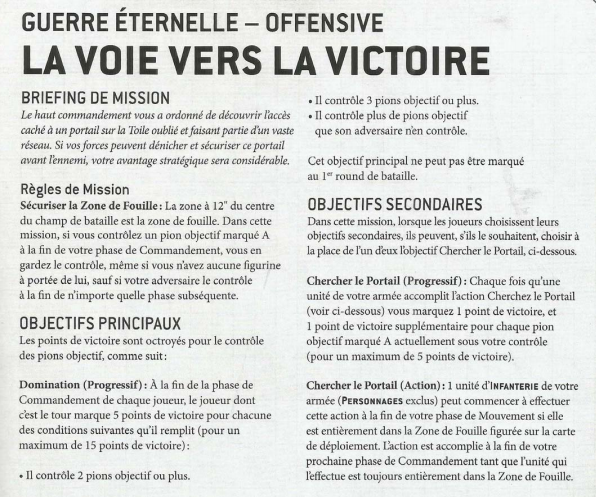 GUERRE ÉTERNELLE – OFFENSIVE
LA VOIE VERS LA VICTOIRE
BRIEFING DE MISSION
Le haut commandement vous a ordonné de découvrir l'accès
caché à un portail sur la Toile oublié et faisant partie d'un vaste
réseau. Si vos forces peuvent dénicher et sécuriser ce portail
avant l'ennemi, votre avantage stratégique sera considérable.
Règles de Mission
Sécuriser la Zone de Fouille : La zone à 12" du centre
du champ de bataille est la zone de fouille. Dans cette
mission, si vous contrôlez un pion objectif marqué A
à la fin de votre phase de Commandement, vous en
gardez le contrôle, même si vous n'avez aucune figurine
à portée de lui, sauf si votre adversaire le contrôle
à la fin de n'importe quelle phase subséquente.
OBJECTIFS PRINCIPAUX
Les points de victoire sont octroyés pour le contrôle
des pions objectif, comme suit :
Domination (Progressif) : À la fin de la phase de
Commandement de chaque joueur, le joueur dont
c'est le tour marque 5 points de victoire pour chacune
des conditions suivantes qu'il remplit (pour un
maximum de 15 points de victoire) :
• Il contrôle 2 pions objectif ou plus.
• Il contrôle 3 pions objectif ou plus.
• Il contrôle plus de pions objectif
que son adversaire n'en contrôle.
Cet objectif principal ne peut pas être marqué
au 1er round de bataille.
OBJECTIFS SECONDAIRES
Dans cette mission, lorsque les joueurs choisissent leurs
objectifs secondaires, ils peuvent, s'ils le souhaitent, choisir à
la place de l'un d'eux l'objectif Chercher le Portail, ci-dessous.
Chercher le Portail (Progressif) : Chaque fois qu'une
unité de votre armée accomplit l'action Cherchez le Portail
(voir ci-dessous) vous marquez 1 point de victoire, et
1 point de victoire supplémentaire pour chaque pion
objectif marqué A actuellement sous votre contrôle
(pour un maximum de 5 points de victoire).
Chercher le Portail (Action) : 1 unité d'INFANTERIE de votre
armée (PERSONNAGES exclus) peut commencer à effectuer
cette action à la fin de votre phase de Mouvement si elle
est entièrement dans la Zone de Fouille figurée sur la carte
de déploiement. L'action est accomplie à la fin de votre
prochaine phase de Commandement tant que l'unité qui
l'effectue est toujours entièrement dans la Zone de Fouille.